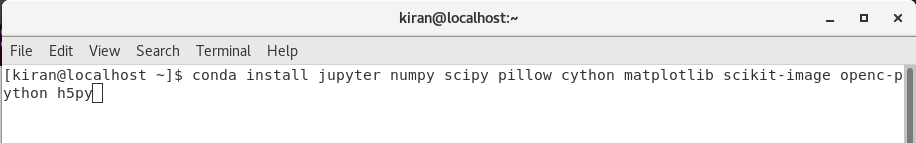 kiran@localhost:~
File Edit View Search Terminal Help
[kiran@localhost ~]$ conda install jupyter numpy scipy pillow cython matplotlib scikit-image openc-p
ython h5py